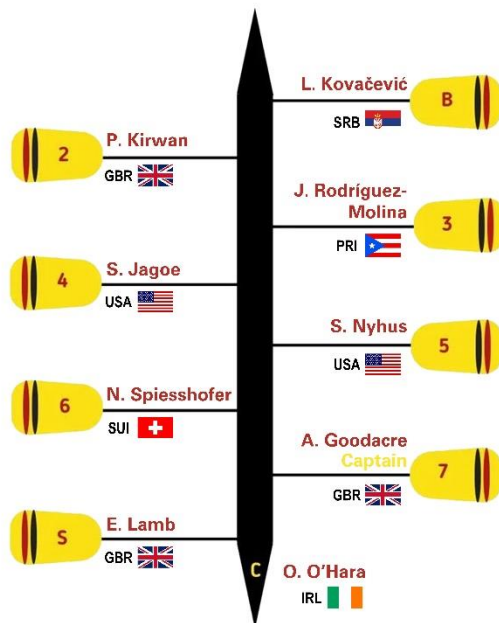 L. Kovačević
B
SRB
P. Kirwan
2
GBR
J. Rodríguez-
Molina
3
PRI
S. Jagoe
4
USA
S. Nyhus
5
USA
N. Spiesshofer
6
SUI
A. Goodacre
Captain
7
GBR
E. Lamb
S
GBR
C
O. O'Hara
IRL